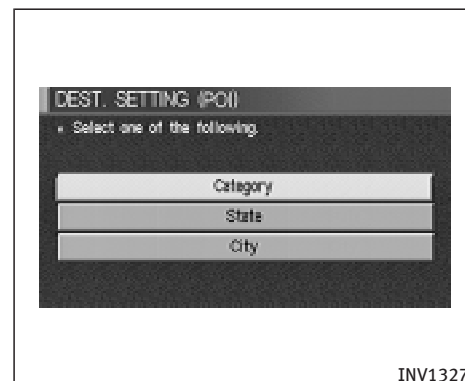 DEST. SETTING (POI)
• Select one of the following.
Category
State
City
INV1327